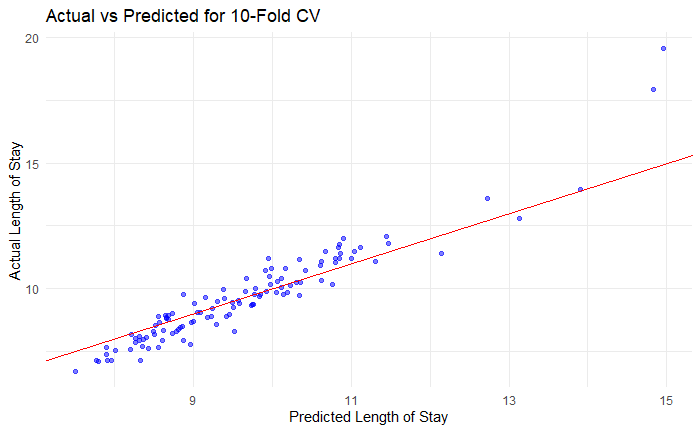 Actual vs Predicted for 10-Fold CV
20
15
10
Actual Length of Stay
9
11
13
15
Predicted Length of Stay